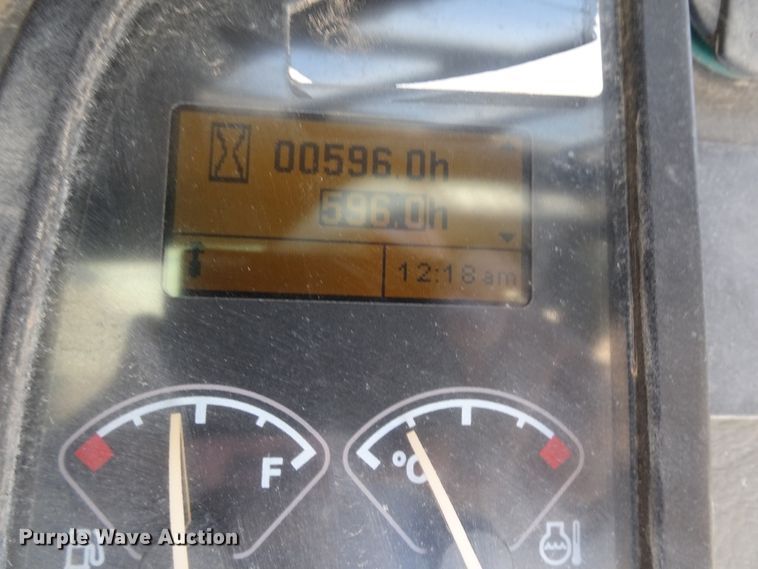 00596.0h
596.0h
12:18 am
F
°C
Purple Wave Auction